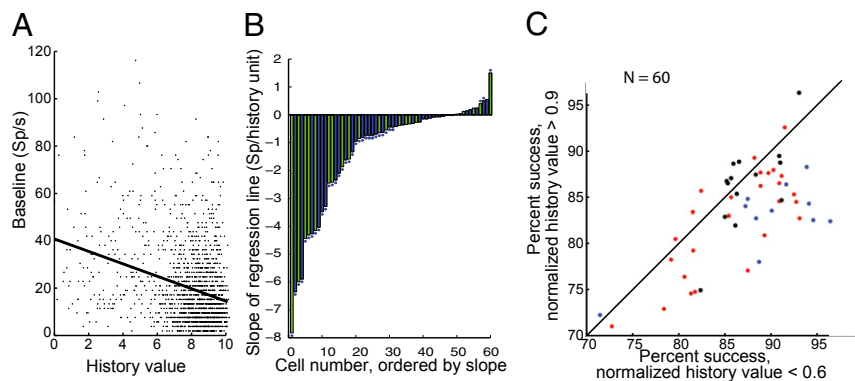 A
Baseline (Sp/s)
120
100
80
60
40
20
0
0 2 4 6 8 10
History value
B
Slope of regression line (Sp/history unit)
2
1
0
−1
−2
−3
−4
−5
−6
−7
−8
0 10 20 30 40 50 60
Cell number, ordered by slope
C
N = 60
Percent success,
normalized history value > 0.9
95
90
85
80
75
70
70 75 80 85 90 95
Percent success,
normalized history value < 0.6